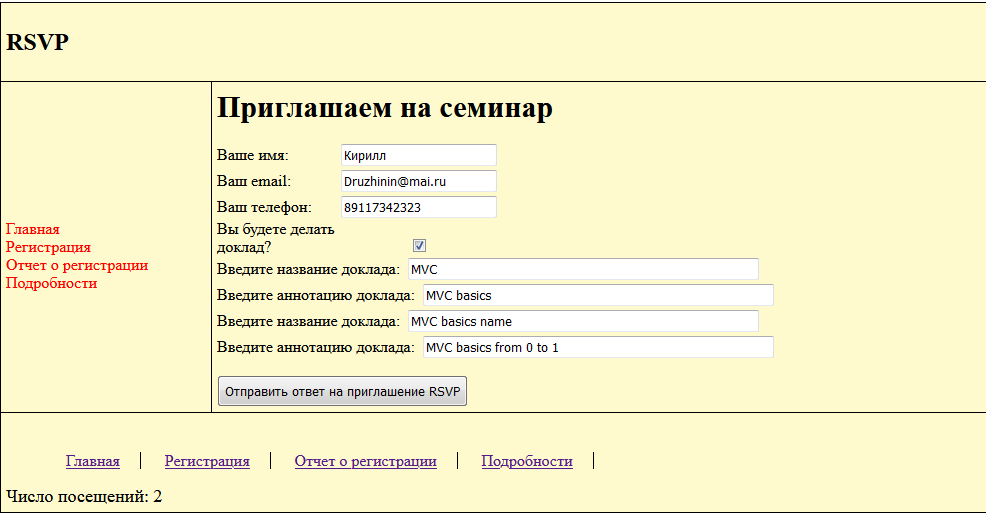 RSVP
Приглашаем на семинар
Ваше имя: Кирилл
Ваш email: Druzhinin@mai.ru
Ваш телефон: 89117342323
Вы будете делать
доклад?
Введите название доклада: MVC
Введите аннотацию доклада: MVC basics
Введите название доклада: MVC basics name
Введите аннотацию доклада: MVC basics from 0 to 1
Отправить ответ на приглашение RSVP
Главная
Регистрация
Отчет о регистрации
Подробности
Главная Регистрация Отчет о регистрации Подробности
Число посещений: 2